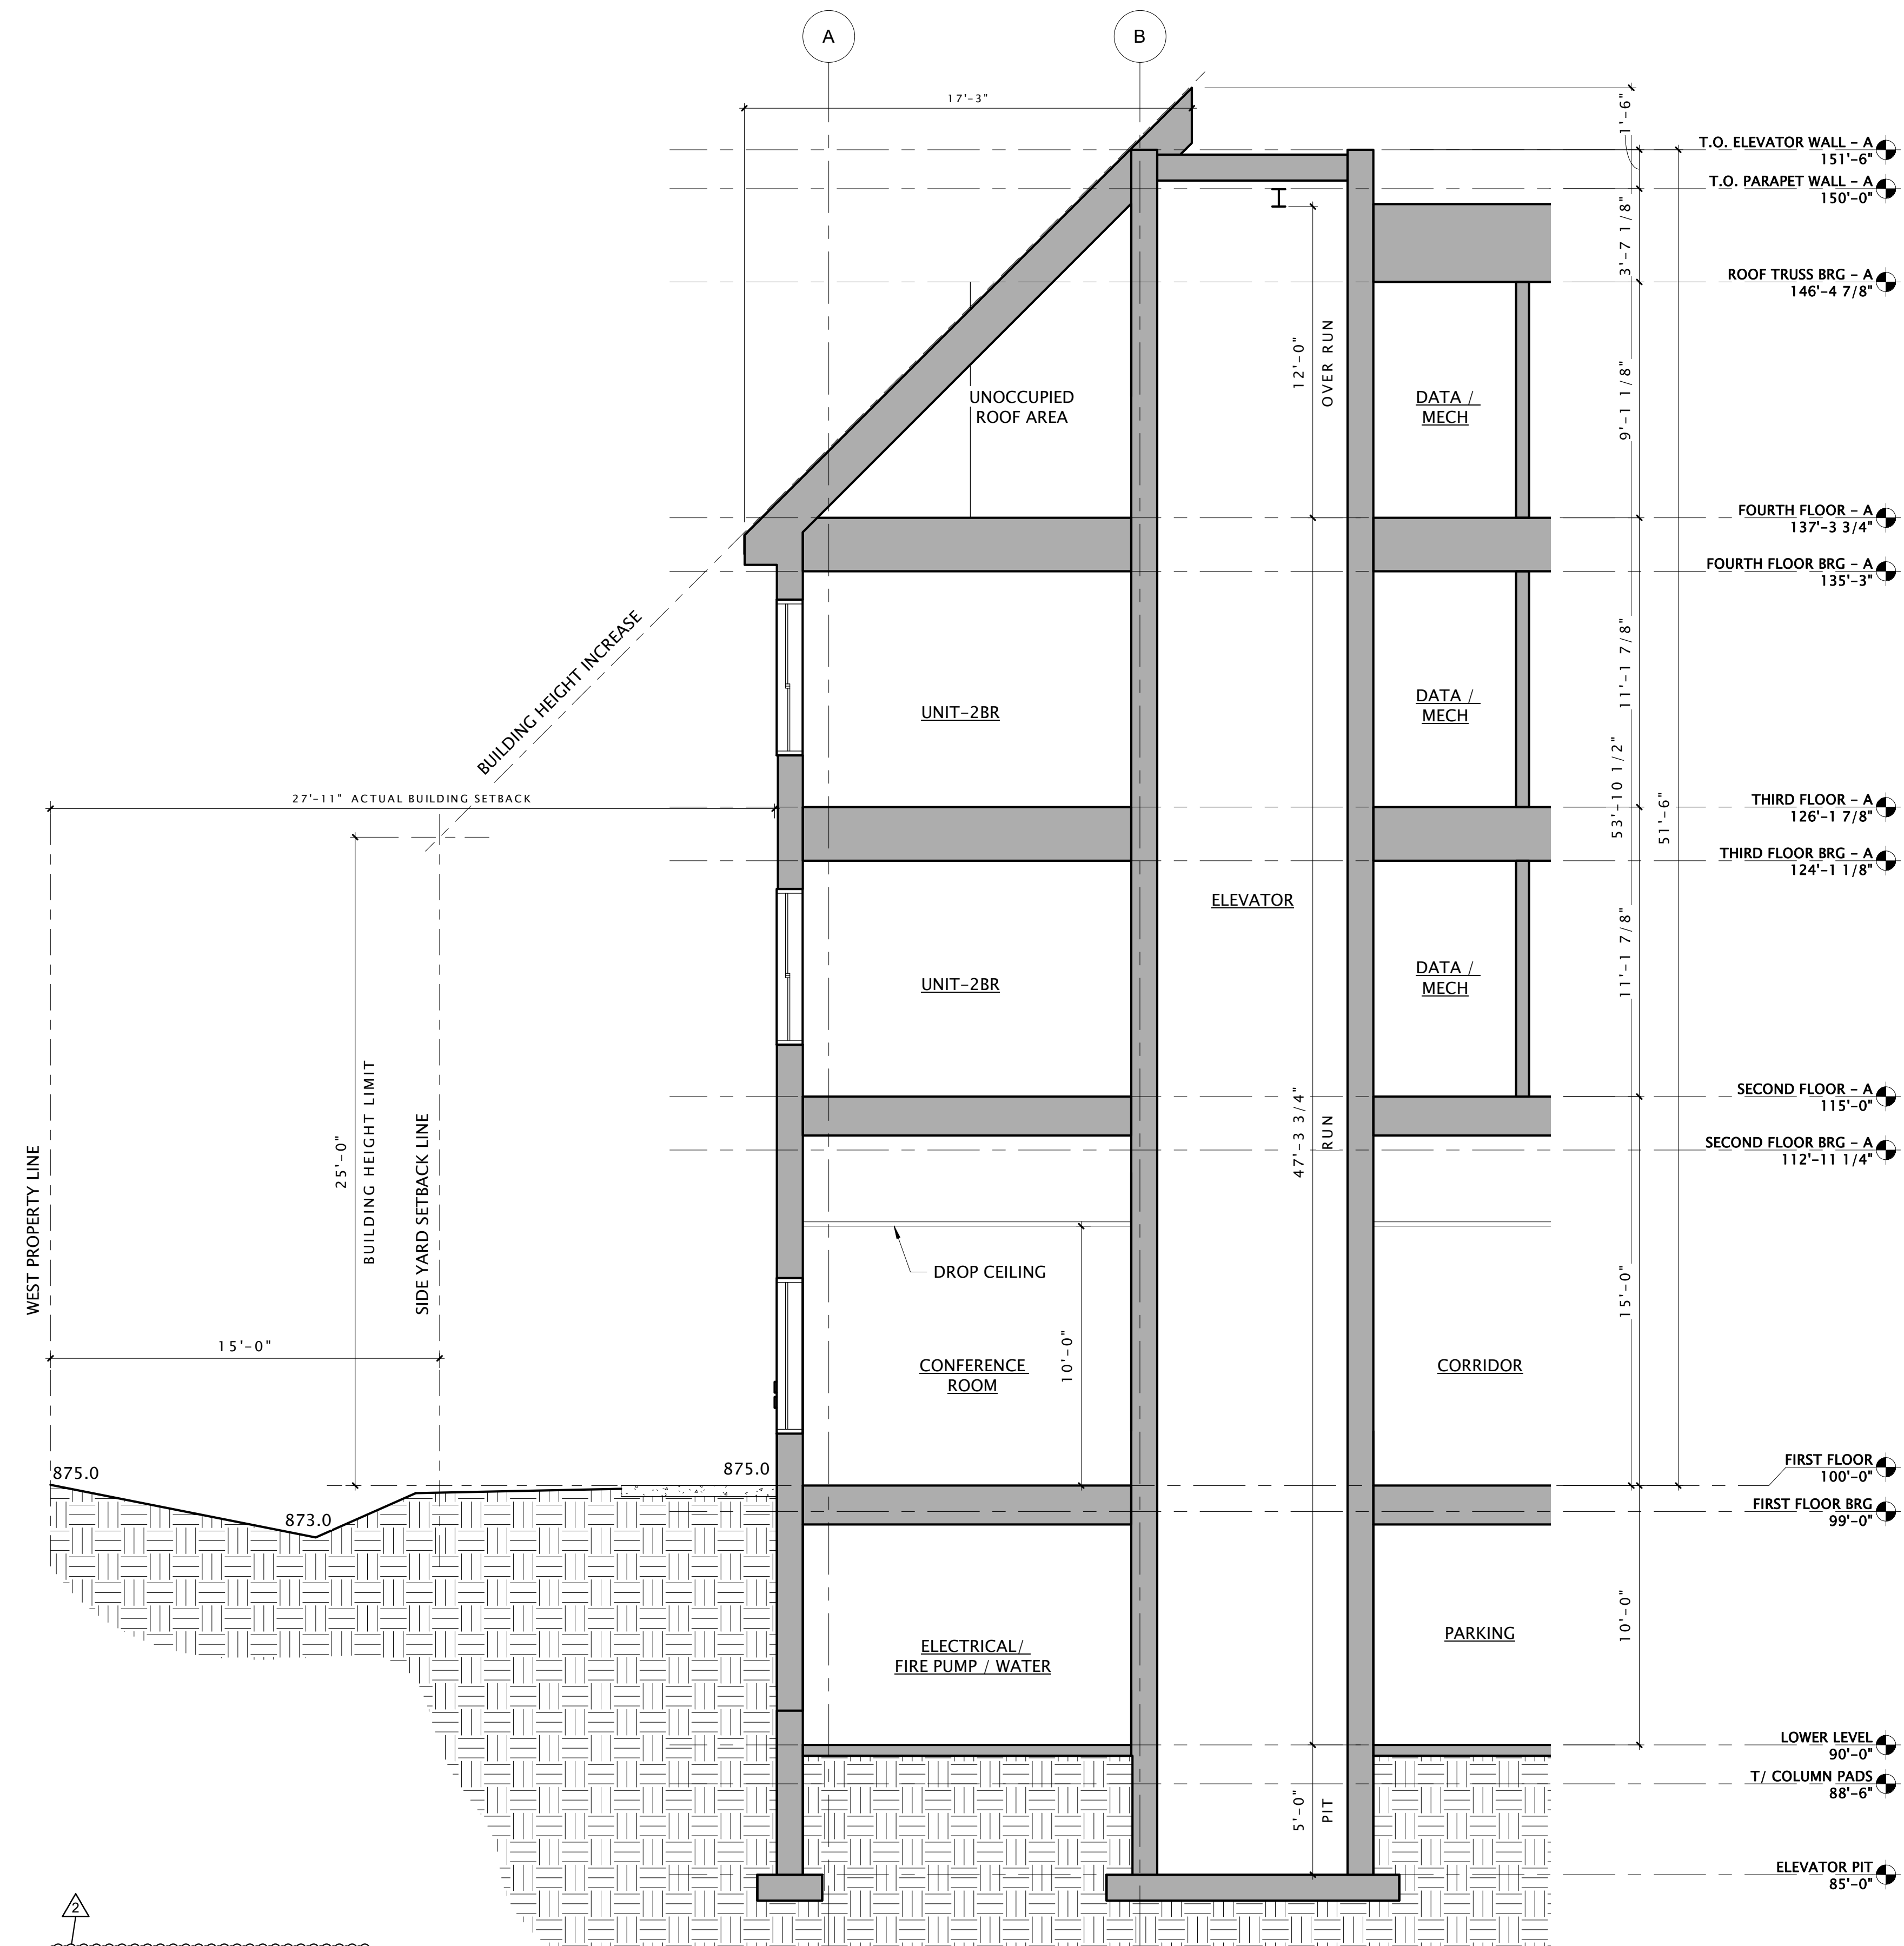 A
B
17'-3"
1'-6"
T.O. ELEVATOR WALL - A
151'-6"
T.O. PARAPET WALL - A
150'-0"
3'-7 1/8"
ROOF TRUSS BRG - A
146'-4 7/8"
12'-0"
OVER RUN
UNOCCUPIED
ROOF AREA
DATA /
MECH
9'-1 1/8"
FOURTH FLOOR - A
137'-3 3/4"
FOURTH FLOOR BRG - A
135'-3"
BUILDING HEIGHT INCREASE
UNIT-2BR
DATA /
MECH
11'-1 7/8"
53'-10 1/2"
51'-6"
27'-11" ACTUAL BUILDING SETBACK
THIRD FLOOR - A
126'-1 7/8"
THIRD FLOOR BRG - A
124'-1 1/8"
ELEVATOR
UNIT-2BR
DATA /
MECH
11'-1 7/8"
SECOND FLOOR - A
115'-0"
SECOND FLOOR BRG - A
112'-11 1/4"
47'-3 3/4"
RUN
WEST PROPERTY LINE
25'-0"
BUILDING HEIGHT LIMIT
SIDE YARD SETBACK LINE
DROP CEILING
15'-0"
15'-0"
10'-0"
CONFERENCE
ROOM
CORRIDOR
875.0
873.0
875.0
FIRST FLOOR
100'-0"
FIRST FLOOR BRG
99'-0"
ELECTRICAL/
FIRE PUMP / WATER
PARKING
10'-0"
LOWER LEVEL
90'-0"
T/ COLUMN PADS
88'-6"
5'-0"
PIT
ELEVATOR PIT
85'-0"
2